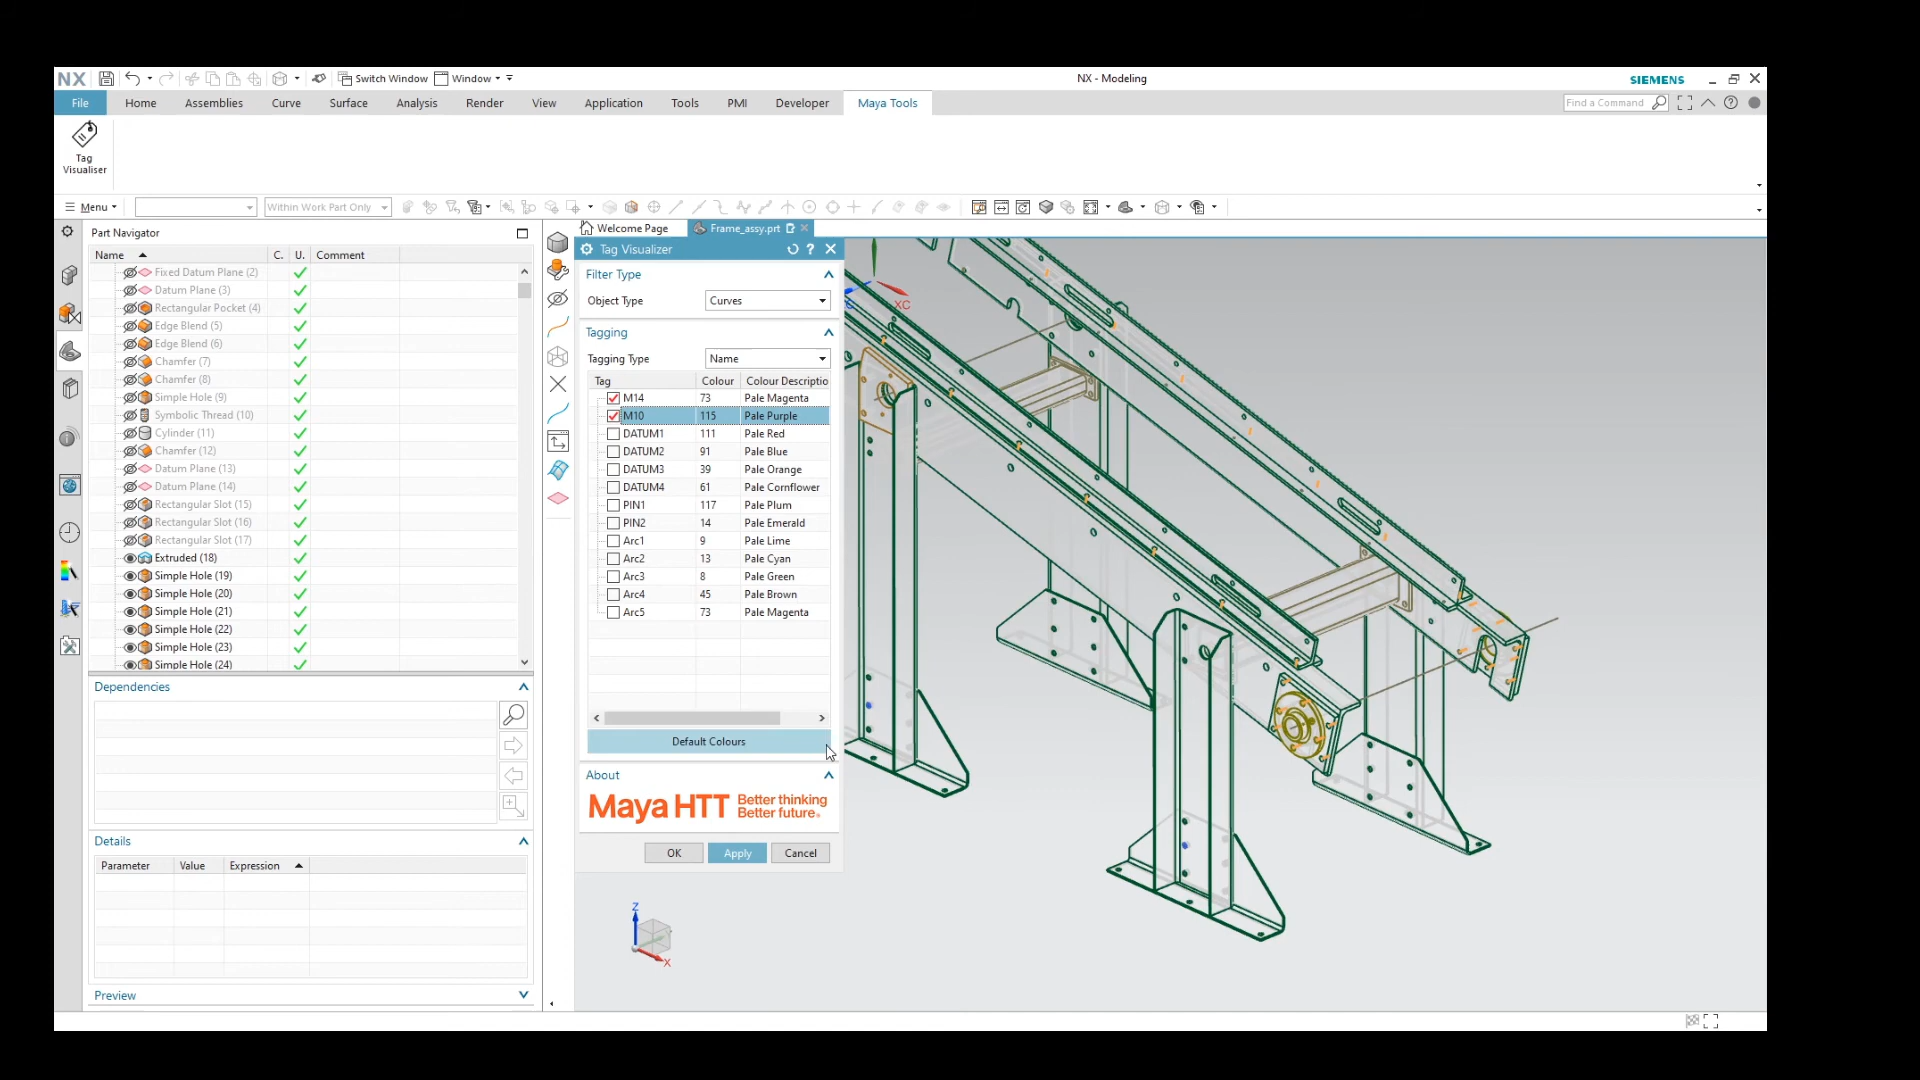 NX
Switch Window
Window
NX - Modeling
SIEMENS
File
Home
Assemblies
Curve
Surface
Analysis
Render
View
Application
Tools
PMI
Developer
Maya Tools
Find a Command
Tag
Visualiser
Menu
Within Work Part Only
Part Navigator
Name
C.
U.
Comment
Fixed Datum Plane (2)
Datum Plane (3)
Rectangular Pocket (4)
Edge Blend (5)
Edge Blend (6)
Chamfer (7)
Chamfer (8)
Simple Hole (9)
Symbolic Thread (10)
Cylinder (11)
Chamfer (12)
Datum Plane (13)
Datum Plane (14)
Rectangular Slot (15)
Rectangular Slot (16)
Rectangular Slot (17)
Extruded (18)
Simple Hole (19)
Simple Hole (20)
Simple Hole (21)
Simple Hole (22)
Simple Hole (23)
Simple Hole (24)
Dependencies
Details
Parameter
Value
Expression
Preview
Welcome Page
Frame_assy.prt
Tag Visualizer
Filter Type
Object Type
Curves
Tagging
Tagging Type
Name
Tag
Colour
Colour Descriptio
M14 73 Pale Magenta
M10 115 Pale Purple
DATUM1 111 Pale Red
DATUM2 91 Pale Blue
DATUM3 39 Pale Orange
DATUM4 61 Pale Cornflower
PIN1 117 Pale Plum
PIN2 14 Pale Emerald
Arc1 9 Pale Lime
Arc2 13 Pale Cyan
Arc3 8 Pale Green
Arc4 45 Pale Brown
Arc5 73 Pale Magenta
Default Colours
About
Maya HTT
Better thinking
Better future.
OK
Apply
Cancel
XC
Z
X